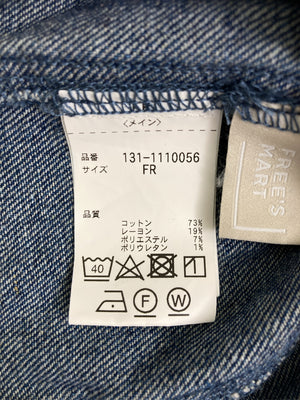 〈メイン〉
品番 131-1110056
サイズ FR
品質
コットン 73%
レーヨン 19%
ポリエステル 7%
ポリウレタン 1%
40 1
F W
FREE'S
MART